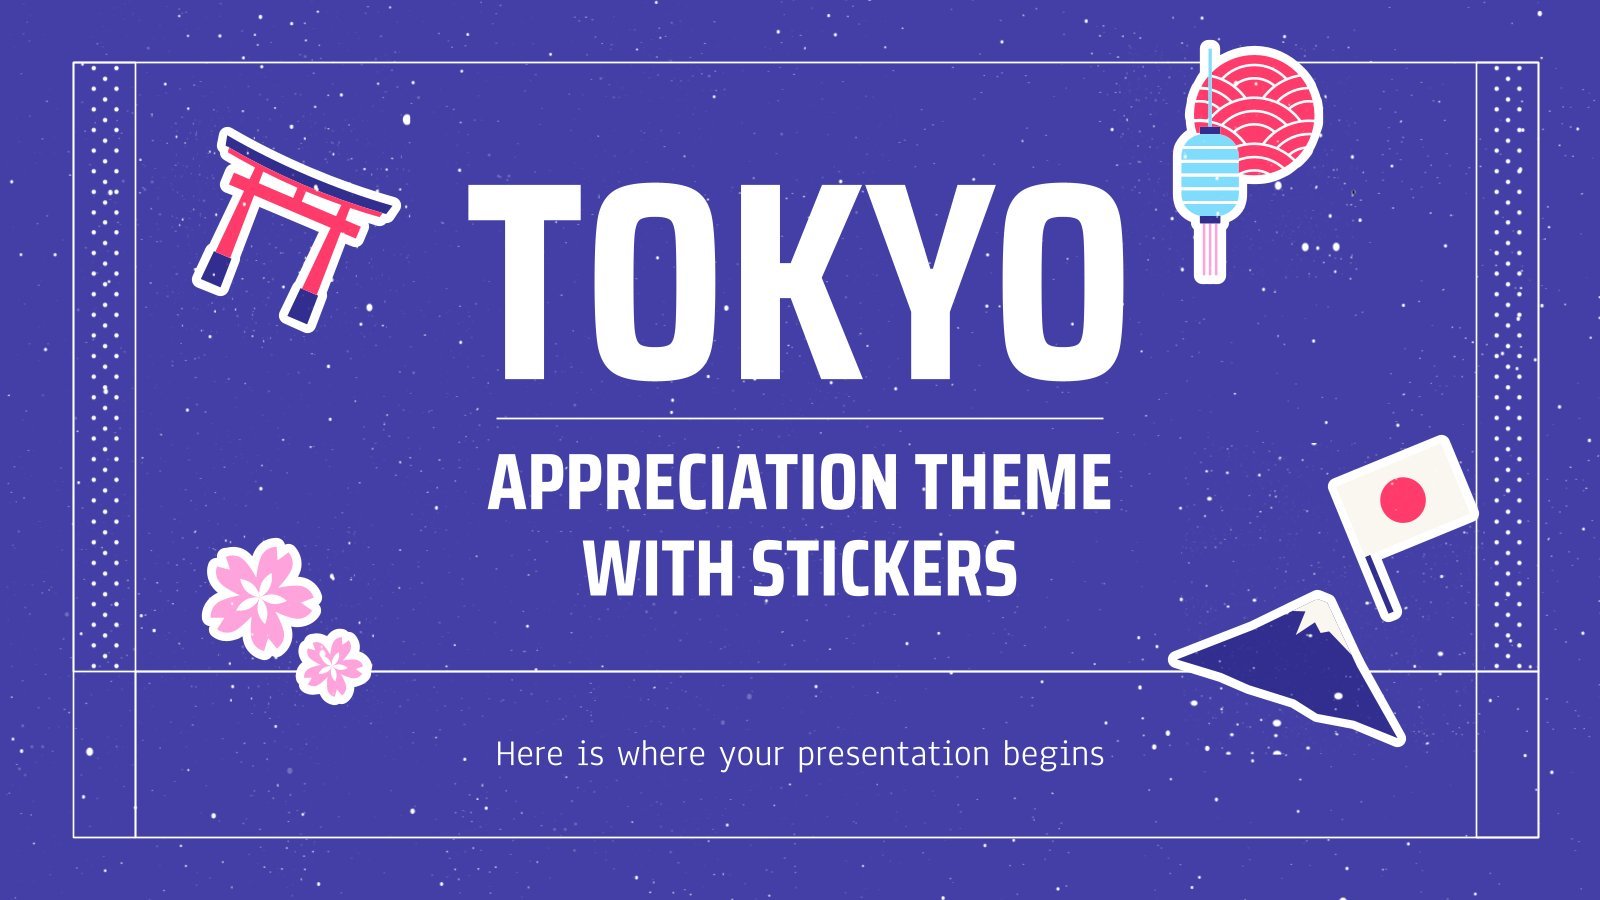 TOKYO
APPRECIATION THEME
WITH STICKERS
Here is where your presentation begins